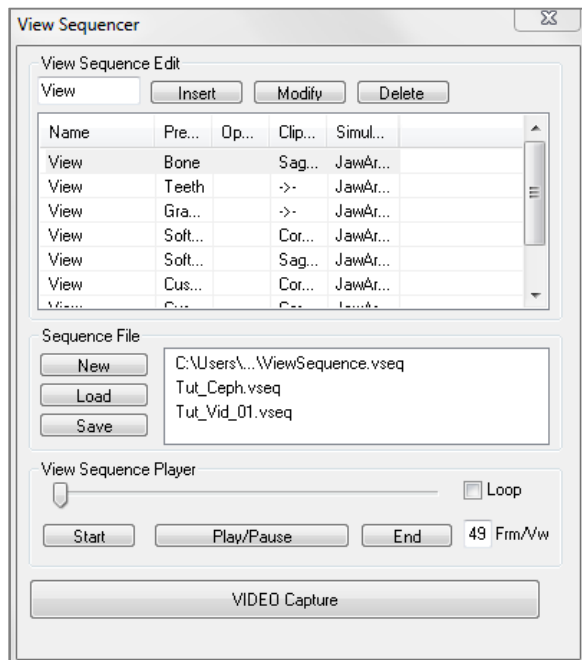 View Sequencer
View Sequence Edit
View Insert Modify Delete
Name Pre... Op... Clip... Simul...
View Bone Sag... JawAr...
View Teeth ->- JawAr...
View Gra... ->- JawAr...
View Soft... Cor... JawAr...
View Soft... Sag... JawAr...
View Cus... Cor... JawAr...
Sequence File
New
Load
Save
C:\Users\...\ViewSequence.vseq
Tut_Ceph.vseq
Tut_Vid_01.vseq
View Sequence Player
Loop
Start Play/Pause End 49 Frm/Vw
VIDEO Capture